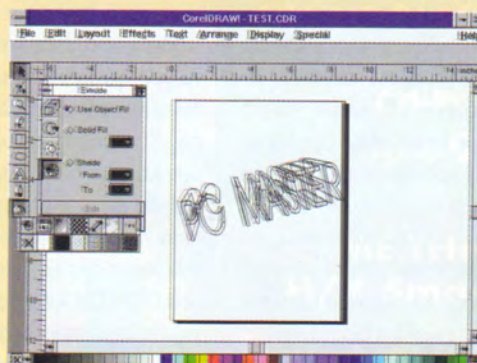 CorelDRAW! - TEST.CDR
File Edit Layout Effects Text Arrange Display Special Help
Extrude
Use Object Fill
Solid Fill
Shade
From
To
PC MASTER